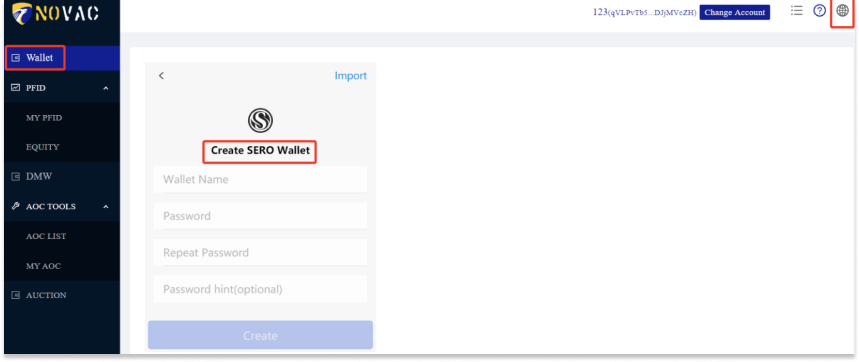 NOVAC
123(qVLPvTb5...DJjMVeZH) Change Account
Wallet
PFID
MY PFID
EQUITY
DMW
AOC TOOLS
AOC LIST
MY AOC
AUCTION
Import
Create SERO Wallet
Wallet Name
Password
Repeat Password
Password hint(optional)
Create